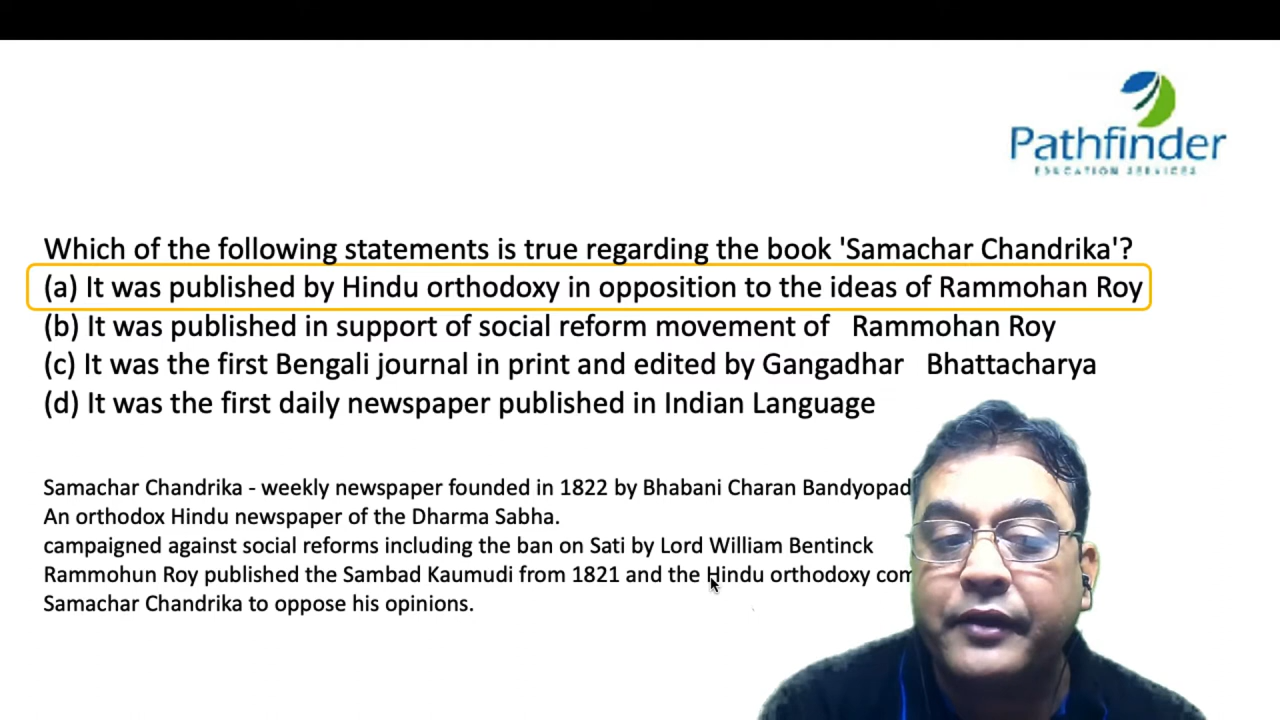 Pathfinder
EDUCATION SERVICES
Which of the following statements is true regarding the book 'Samachar Chandrika'?
(a) It was published by Hindu orthodoxy in opposition to the ideas of Rammohan Roy
(b) It was published in support of social reform movement of Rammohan Roy
(c) It was the first Bengali journal in print and edited by Gangadhar Bhattacharya
(d) It was the first daily newspaper published in Indian Language
Samachar Chandrika - weekly newspaper founded in 1822 by Bhabani Charan Bandyopad
An orthodox Hindu newspaper of the Dharma Sabha.
campaigned against social reforms including the ban on Sati by Lord William Bentinck
Rammohun Roy published the Sambad Kaumudi from 1821 and the Hindu orthodoxy com
Samachar Chandrika to oppose his opinions.